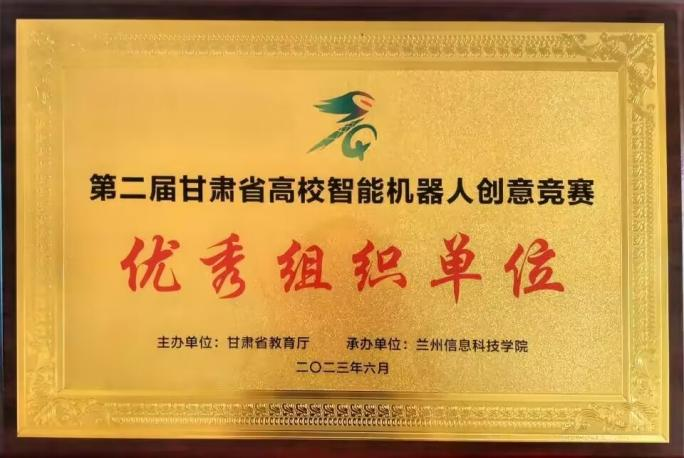 第二届甘肃省高校智能机器人创意竞赛
优秀组织单位
主办单位：甘肃省教育厅 承办单位：兰州信息科技学院
二〇二三年六月